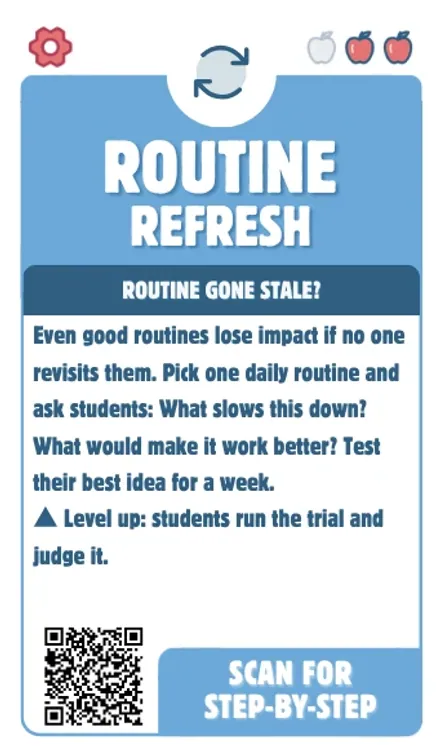 ROUTINE
REFRESH
ROUTINE GONE STALE?
Even good routines lose impact if no one
revisits them. Pick one daily routine and
ask students: What slows this down?
What would make it work better? Test
their best idea for a week.
▲ Level up: students run the trial and
judge it.
SCAN FOR
STEP-BY-STEP